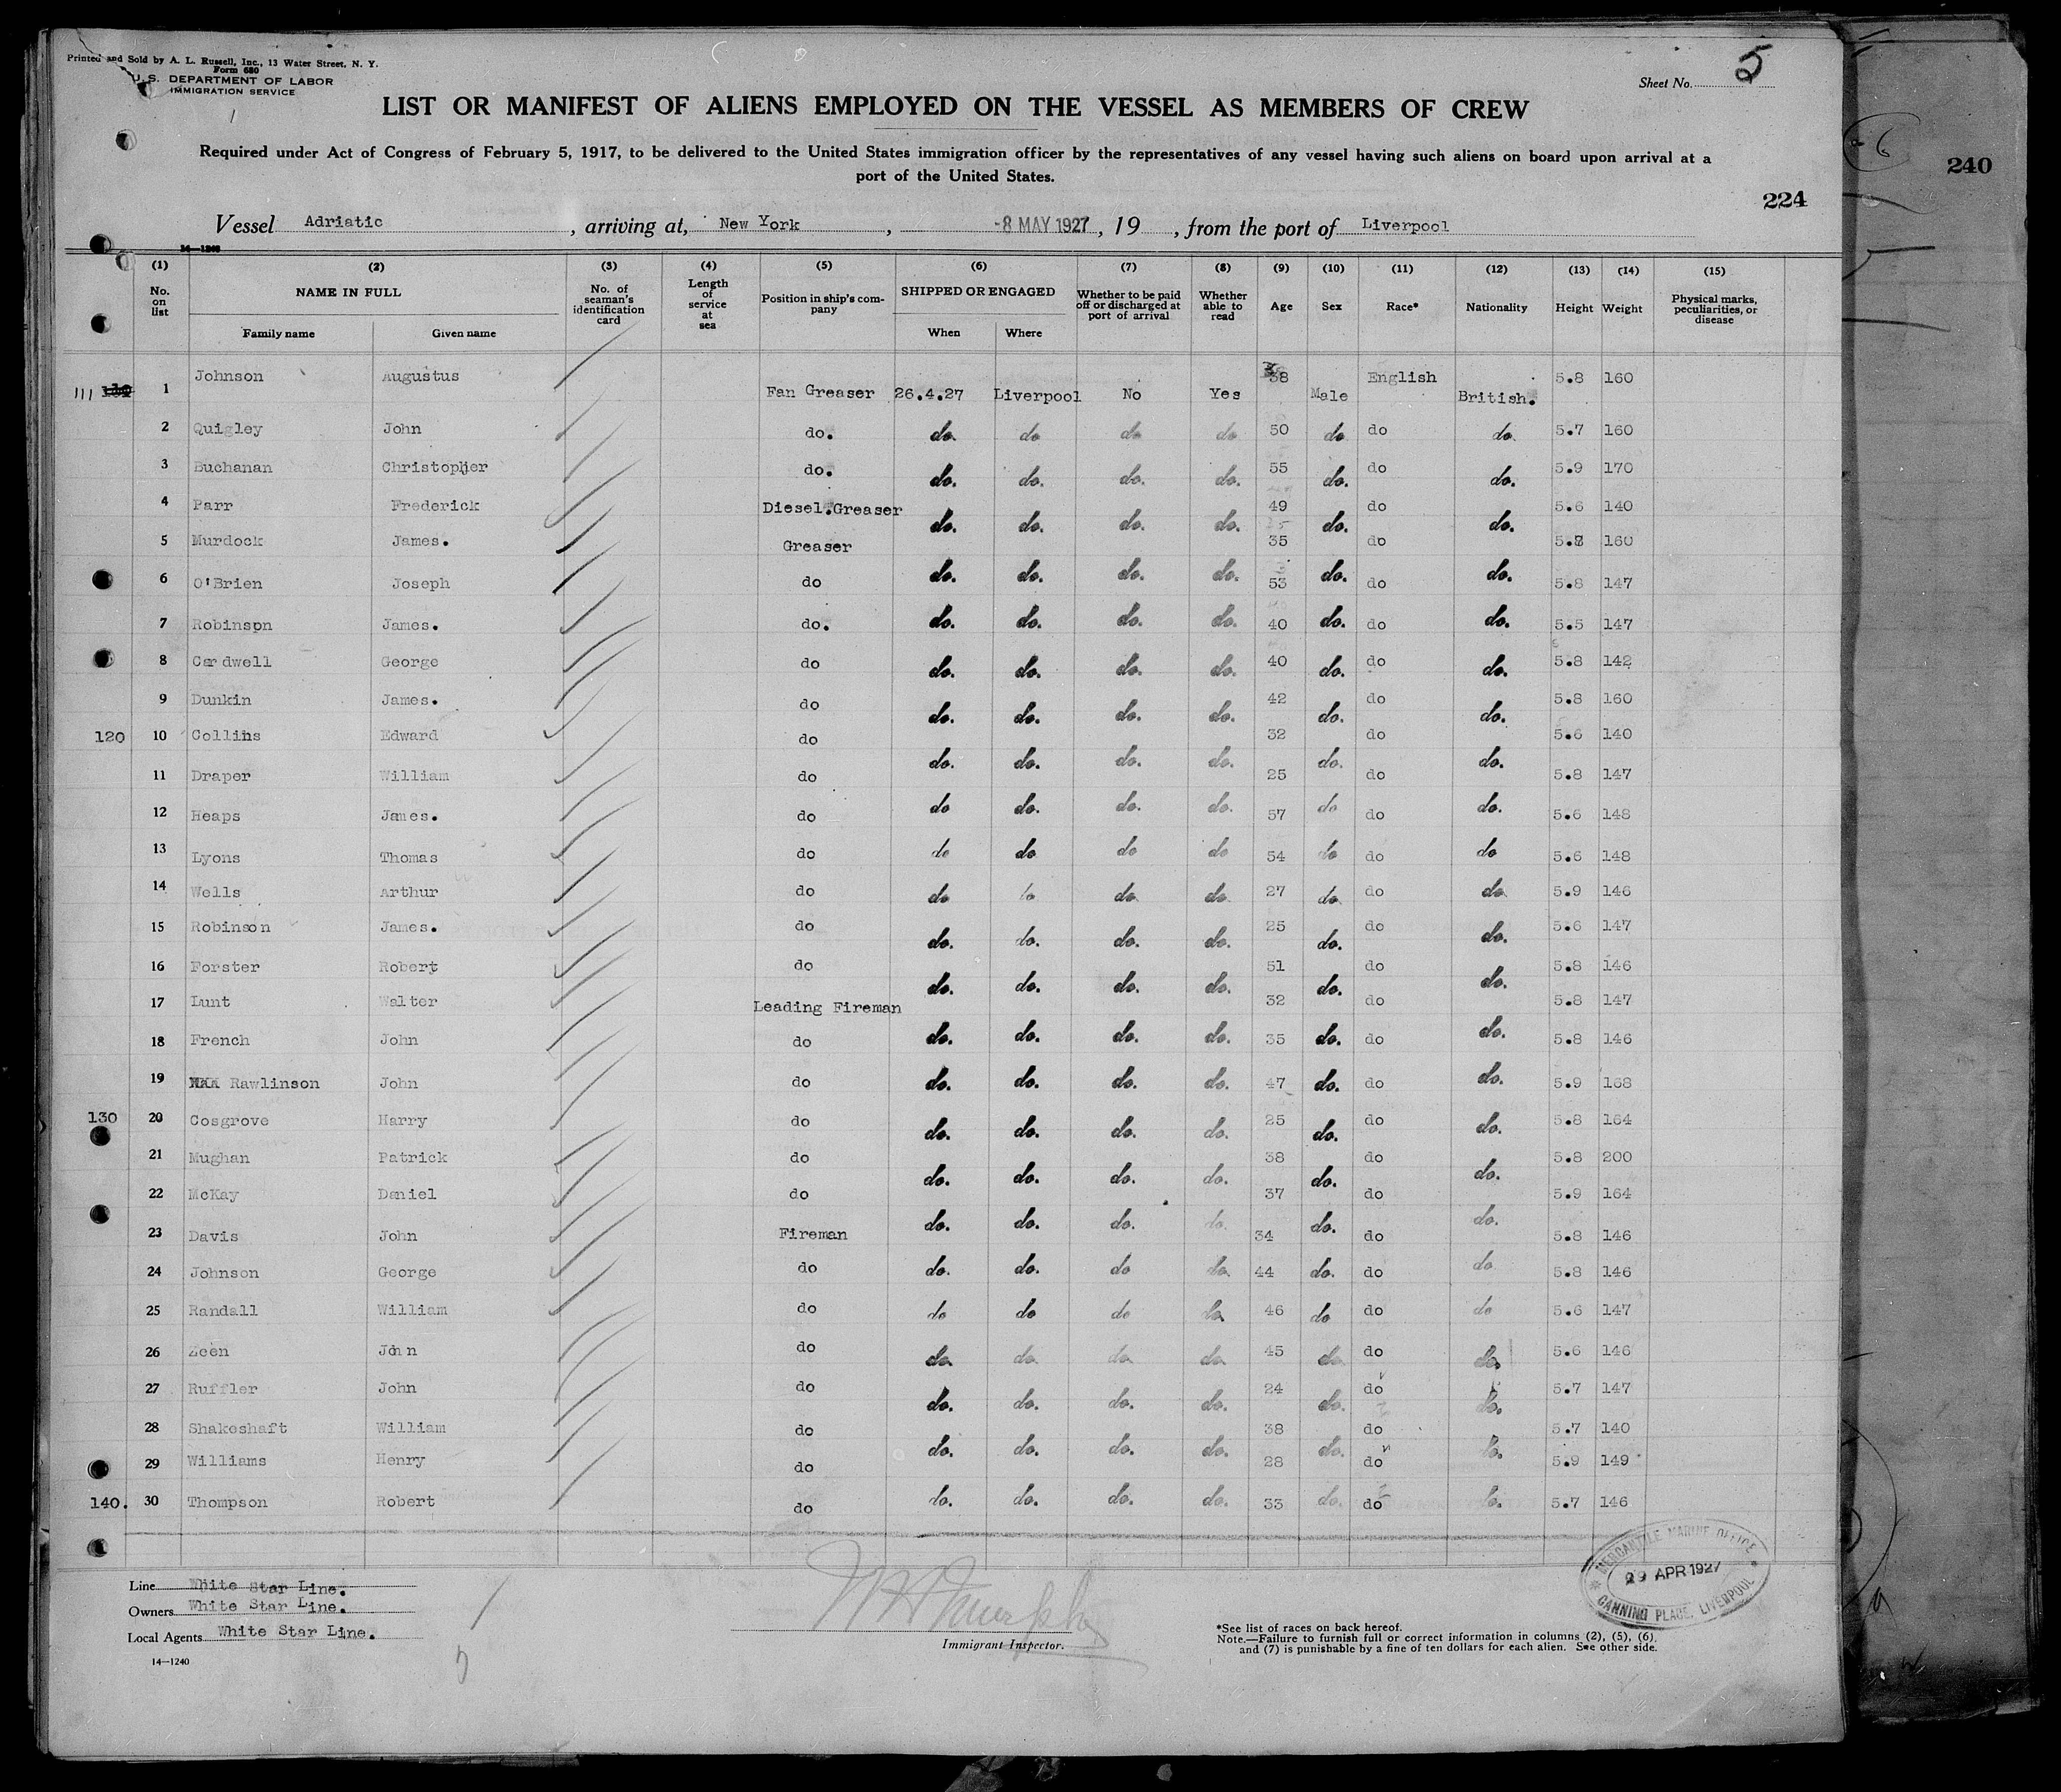 Printed and Sold by A. L. Russell, Inc., 13 Water Street, N. Y.
Form 680
U. S. DEPARTMENT OF LABOR
IMMIGRATION SERVICE
Sheet No. 5
LIST OR MANIFEST OF ALIENS EMPLOYED ON THE VESSEL AS MEMBERS OF CREW
Required under Act of Congress of February 5, 1917, to be delivered to the United States immigration officer by the representatives of any vessel having such aliens on board upon arrival at a
port of the United States.
240
224
Vessel Adriatic, arriving at, New York, -8 MAY 1927, 19, from the port of Liverpool
14—1240
(1) (2) (3) (4) (5) (6) (7) (8) (9) (10) (11) (12) (13) (14) (15)
No. on list NAME IN FULL Family name Given name No. of seaman's identification card Length of service at sea Position in ship's company SHIPPED OR ENGAGED When Where Whether to be paid off or discharged at port of arrival Whether able to read Age Sex Race* Nationality Height Weight Physical marks, peculiarities, or disease
111 1 Johnson Augustus Fan Greaser 26.4.27 Liverpool No Yes 38 Male English British. 5.8 160
2 Quigley John do. do. do do do 50 do do do. 5.7 160
3 Buchanan Christopher do. do. do. do. do. 55 do. do do. 5.9 170
4 Parr Frederick Diesel.Greaser do. do. do. do. 49 do. do do. 5.6 140
5 Murdock James. Greaser do. do. do. do. 35 do. do do. 5.8 160
6 O'Brien Joseph do do. do. do. do. 53 do. do do. 5.8 147
7 Robinson James. do. do. do. do. do. 40 do. do do. 5.5 147
8 Cardwell George do do. do. do. do. 40 do. do do. 5.8 142
9 Dunkin James. do do. do. do. do. 42 do. do do. 5.8 160
120 10 Collins Edward do do. do. do. do. 32 do. do do. 5.6 140
11 Draper William do do do. do. do. 25 do do do. 5.8 147
12 Heaps James. do do do do do 57 do do do 5.6 148
13 Lyons Thomas do do do do do 54 do do do 5.6 148
14 Wells Arthur do do do do. do. 27 do do do. 5.9 146
15 Robinson James. do do. do. do. do. 25 do. do do. 5.6 147
16 Forster Robert do do. do. do. do. 51 do. do do. 5.8 146
17 Lunt Walter Leading Fireman do. do. do. do. 32 do. do do. 5.8 147
18 French John do do. do. do. do. 35 do. do do. 5.8 146
19 XXX Rawlinson John do do. do. do. do. 47 do. do do. 5.9 168
130 20 Cosgrove Harry do do. do. do. do. 25 do. do do. 5.8 164
21 Mughan Patrick do do. do. do. do. 38 do. do do. 5.8 200
22 McKay Daniel do do. do. do. do. 37 do. do do. 5.9 164
23 Davis John Fireman do. do. do. do. 34 do. do do. 5.8 146
24 Johnson George do do. do. do do. 44 do. do do 5.8 146
25 Randall William do do do do do 46 do do do 5.6 147
26 Zeen John do do. do. do. do. 45 do. do do. 5.6 146
27 Ruffler John do do. do. do. do. 24 do. do do. 5.7 147
28 Shakeshaft William do do. do. do. do. 38 do. do do. 5.7 140
29 Williams Henry do do. do. do. do. 28 do. do do. 5.9 149
140. 30 Thompson Robert do do. do. do. do. 33 do. do do. 5.7 146
Line White Star Line.
Owners White Star Line.
Local Agents White Star Line.
14—1240
Immigrant Inspector.
*See list of races on back hereof.
Note.—Failure to furnish full or correct information in columns (2), (5), (6),
and (7) is punishable by a fine of ten dollars for each alien. See other side.
MERCANTILE MARINE OFFICE
29 APR 1927
CANNING PLACE, LIVERPOOL